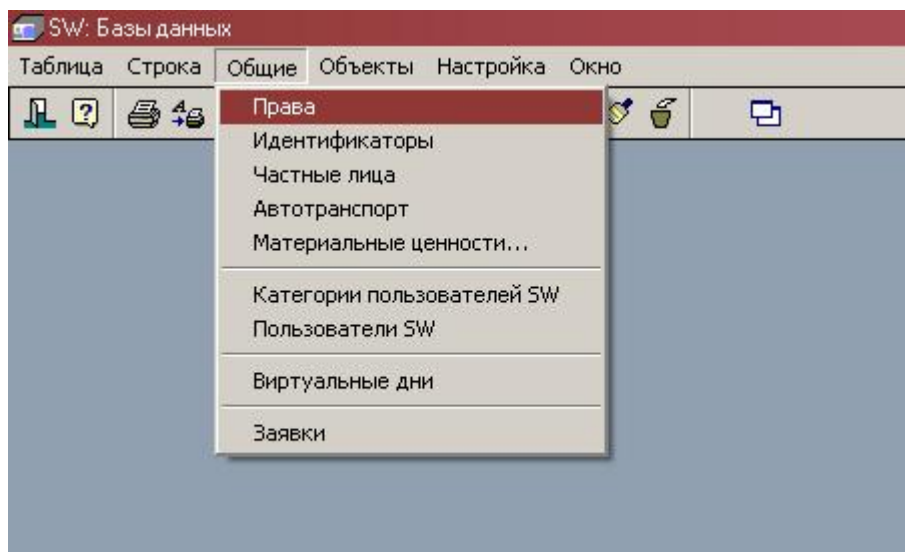 SW: Базы данных
Таблица Строка Общие Объекты Настройка Окно
Права
Идентификаторы
Частные лица
Автотранспорт
Материальные ценности...
Категории пользователей SW
Пользователи SW
Виртуальные дни
Заявки